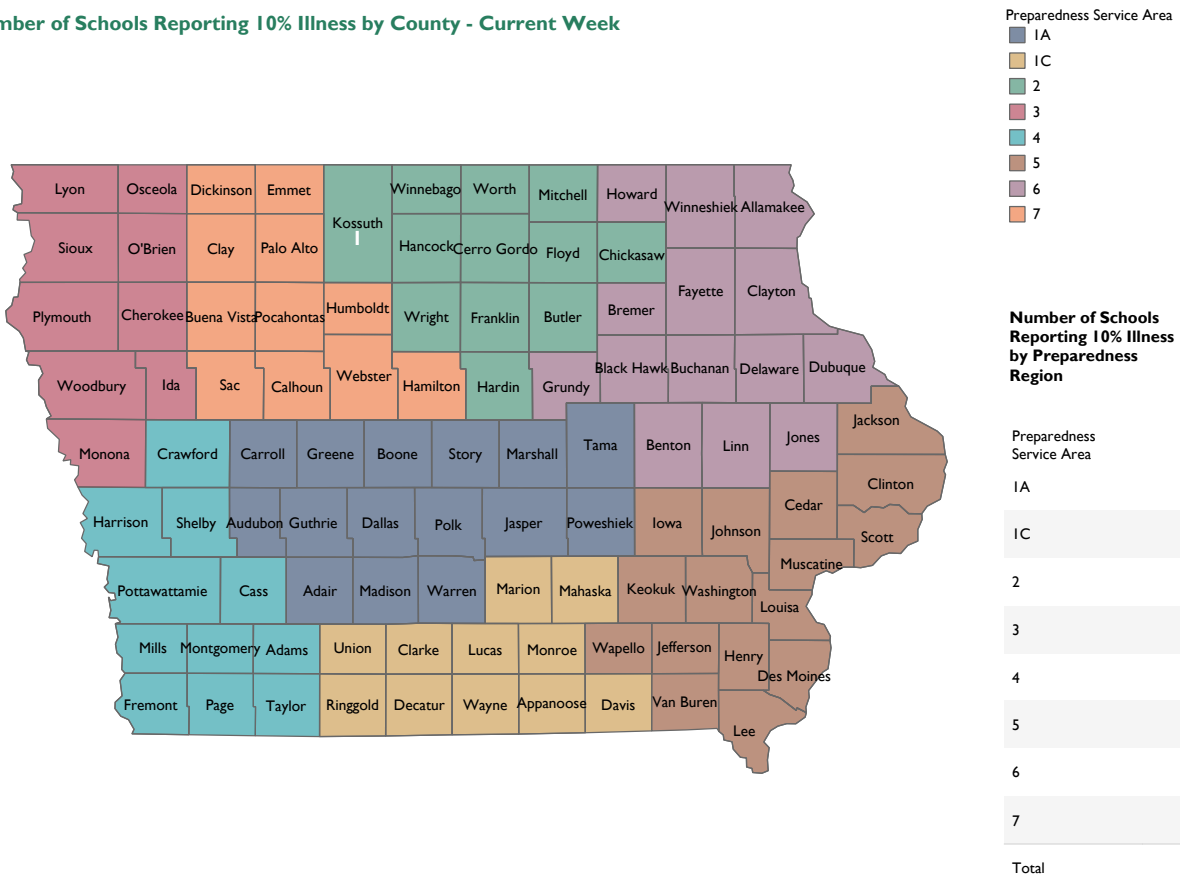 mber of Schools Reporting 10% Illness by County - Current Week
Preparedness Service Area
1A
1C
2
3
4
5
6
7
Lyon
Osceola
Dickinson
Emmet
Kossuth
1
Winnebago
Worth
Mitchell
Howard
Winneshiek
Allamakee
Sioux
O'Brien
Clay
Palo Alto
Hancock
Cerro Gordo
Floyd
Chickasaw
Fayette
Clayton
Plymouth
Cherokee
Buena Vista
Pocahontas
Humboldt
Wright
Franklin
Butler
Bremer
Woodbury
Ida
Sac
Calhoun
Webster
Hamilton
Hardin
Grundy
Black Hawk
Buchanan
Delaware
Dubuque
Monona
Crawford
Carroll
Greene
Boone
Story
Marshall
Tama
Benton
Linn
Jones
Jackson
Clinton
Harrison
Shelby
Audubon
Guthrie
Dallas
Polk
Jasper
Poweshiek
Iowa
Johnson
Cedar
Scott
Muscatine
Pottawattamie
Cass
Adair
Madison
Warren
Marion
Mahaska
Keokuk
Washington
Louisa
Mills
Montgomery
Adams
Union
Clarke
Lucas
Monroe
Wapello
Jefferson
Henry
Des Moines
Fremont
Page
Taylor
Ringgold
Decatur
Wayne
Appanoose
Davis
Van Buren
Lee
Number of Schools
Reporting 10% Illness
by Preparedness
Region
Preparedness
Service Area
1A
1C
2
3
4
5
6
7
Total